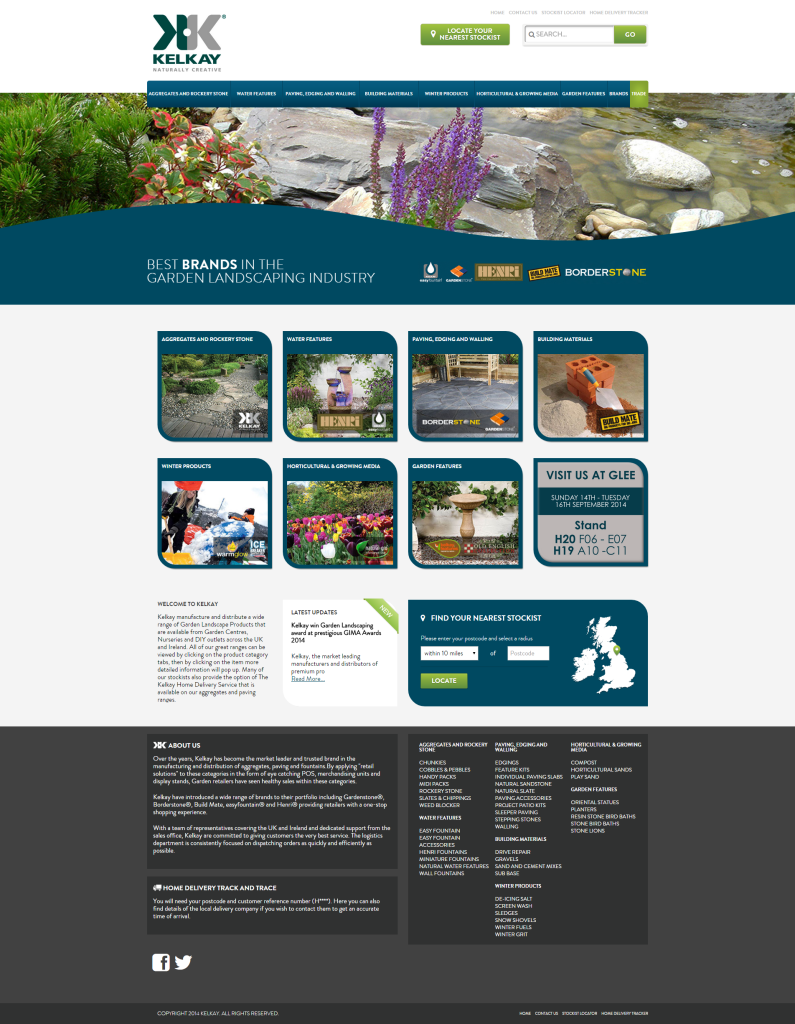 HOME CONTACT US STOCKIST LOCATOR HOME DELIVERY TRACKER
KELKAY
NATURALLY CREATIVE
LOCATE YOUR
NEAREST STOCKIST
SEARCH...
GO
AGGREGATES AND ROCKERY STONE WATER FEATURES PAVING, EDGING AND WALLING BUILDING MATERIALS WINTER PRODUCTS HORTICULTURAL & GROWING MEDIA GARDEN FEATURES BRANDS TRADE
BEST BRANDS IN THE
GARDEN LANDSCAPING INDUSTRY
easyfountain
GARDENSTONE
HENRI
BUILD MATE
BORDERSTONE
AGGREGATES AND ROCKERY STONE
KELKAY
WATER FEATURES
HENRI
PAVING, EDGING AND WALLING
BORDERSTONE
GARDENSTONE
BUILDING MATERIALS
BUILD MATE
WINTER PRODUCTS
warmglow
ICE
HORTICULTURAL & GROWING MEDIA
GARDEN FEATURES
OLD ENGLISH
VISIT US AT GLEE
SUNDAY 14TH - TUESDAY
16TH SEPTEMBER 2014
Stand
H20 F06 - E07
H19 A10 -C11
WELCOME TO KELKAY
Kelkay manufacture and distribute a wide
range of Garden Landscape Products that
are available from Garden Centres,
Nurseries and DIY outlets across the UK
and Ireland. All of our great ranges can be
viewed by clicking on the product category
tabs, then by clicking on the item more
detailed information will pop up. Many of
our stockists also provide the option of The
Kelkay Home Delivery Service that is
available on our aggregates and paving
ranges.
LATEST UPDATES
NEW
Kelkay win Garden Landscaping
award at prestigious GIMA Awards
2014
Kelkay, the market leading
manufacturers and distributors of
premium pro
Read More...
FIND YOUR NEAREST STOCKIST
Please enter your postcode and select a radius
within 10 miles of Postcode
LOCATE
ABOUT US
Over the years, Kelkay has become the market leader and trusted brand in the
manufacturing and distribution of aggregates, paving and fountains.By applying "retail
solutions" to these categories in the form of eye catching POS, merchandising units and
display stands, Garden retailers have seen healthy sales within these categories.
Kelkay have introduced a wide range of brands to their portfolio including Gardenstone®,
Borderstone®, Build Mate, easyfountain® and Henri® providing retailers with a one-stop
shopping experience.
With a team of representatives covering the UK and Ireland and dedicated support from the
sales office, Kelkay are committed to giving customers the very best service. The logistics
department is consistently focused on dispatching orders as quickly and efficiently as
possible.
HOME DELIVERY TRACK AND TRACE
You will need your postcode and customer reference number (H****). Here you can also
find details of the local delivery company if you wish to contact them to get an accurate
time of arrival.
AGGREGATES AND ROCKERY
STONE
CHUNKIES
COBBLES & PEBBLES
HANDY PACKS
MIDI PACKS
ROCKERY STONE
SLATES & CHIPPINGS
WEED BLOCKER
WATER FEATURES
EASY FOUNTAIN
EASY FOUNTAIN
ACCESSORIES
HENRI FOUNTAINS
MINIATURE FOUNTAINS
NATURAL WATER FEATURES
WALL FOUNTAINS
PAVING, EDGING AND
WALLING
EDGINGS
FEATURE KITS
INDIVIDUAL PAVING SLABS
NATURAL SANDSTONE
NATURAL SLATE
PAVING ACCESSORIES
PROJECT PATIO KITS
SLEEPER PAVING
STEPPING STONES
WALLING
BUILDING MATERIALS
DRIVE REPAIR
GRAVELS
SAND AND CEMENT MIXES
SUB BASE
WINTER PRODUCTS
DE-ICING SALT
SCREEN WASH
SLEDGES
SNOW SHOVELS
WINTER FUELS
WINTER GRIT
HORTICULTURAL & GROWING
MEDIA
COMPOST
HORTICULTURAL SANDS
PLAY SAND
GARDEN FEATURES
ORIENTAL STATUES
PLANTERS
RESIN STONE BIRD BATHS
STONE BIRD BATHS
STONE LIONS
COPYRIGHT 2014 KELKAY. ALL RIGHTS RESERVED.
HOME CONTACT US STOCKIST LOCATOR HOME DELIVERY TRACKER